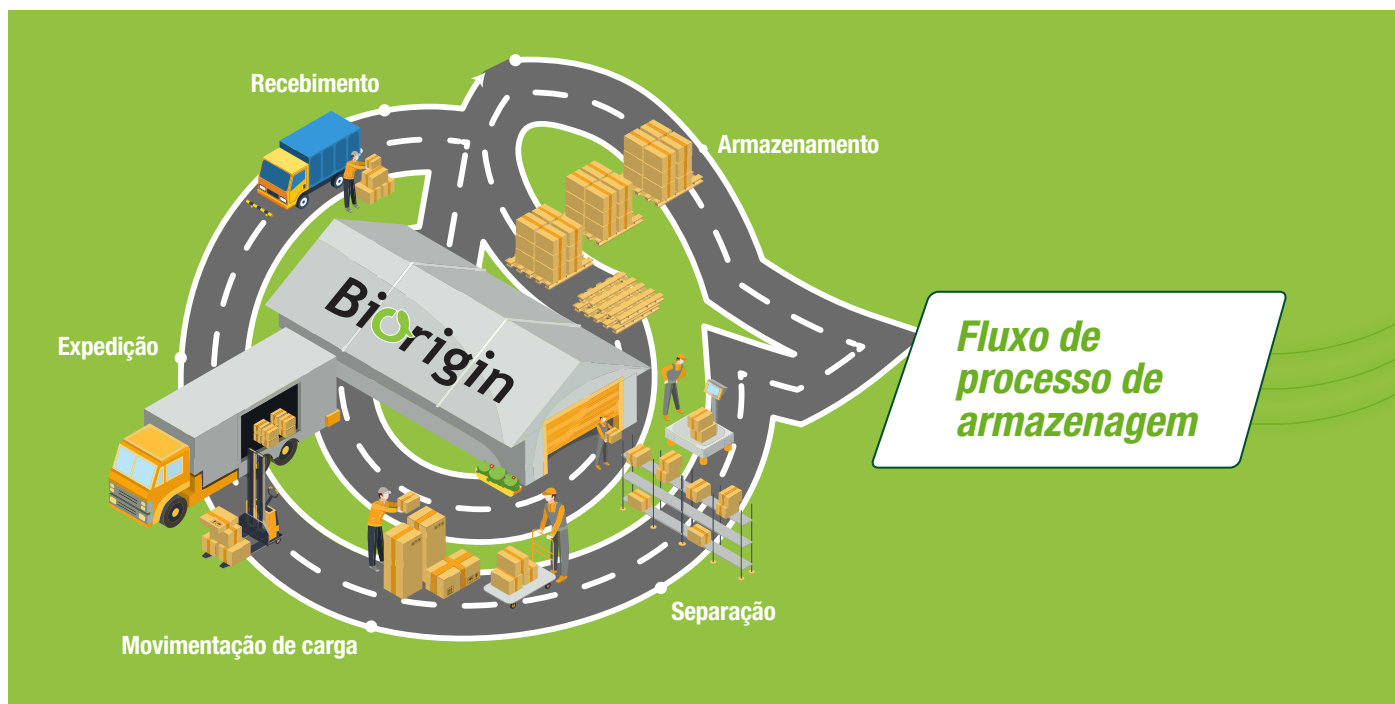 Recebimento
Armazenamento
Expedição
Biorigin
Fluxo de
processo de
armazenagem
Separação
Movimentação de carga